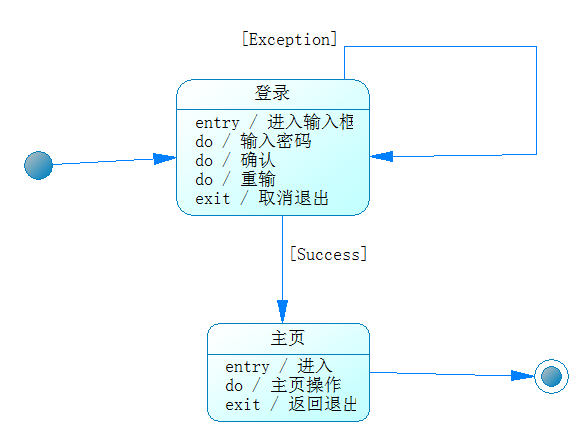 [Exception]
登录
entry / 进入输入框
do / 输入密码
do / 确认
do / 重输
exit / 取消退出
[Success]
主页
entry / 进入
do / 主页操作
exit / 返回退出